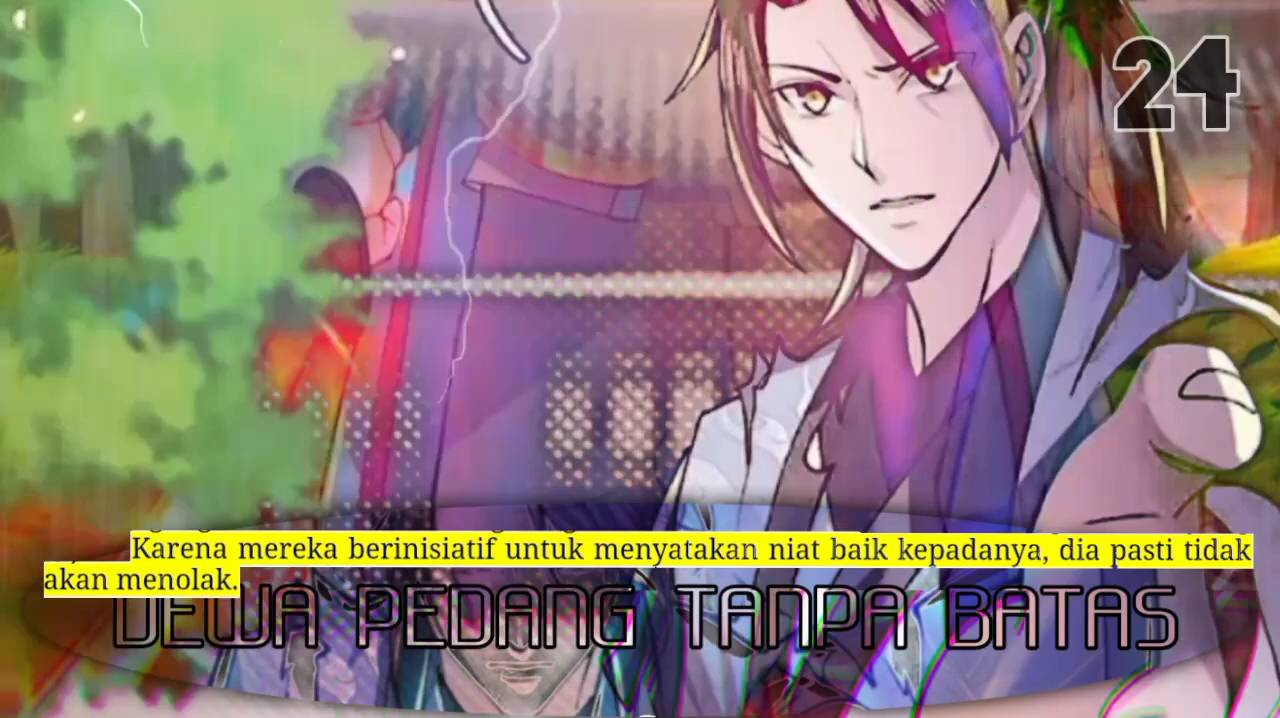 24
Karena mereka berinisiatif untuk menyatakan niat baik kepadanya, dia pasti tidak
akan menolak.
DEWA PEDANG TANPA BATAS